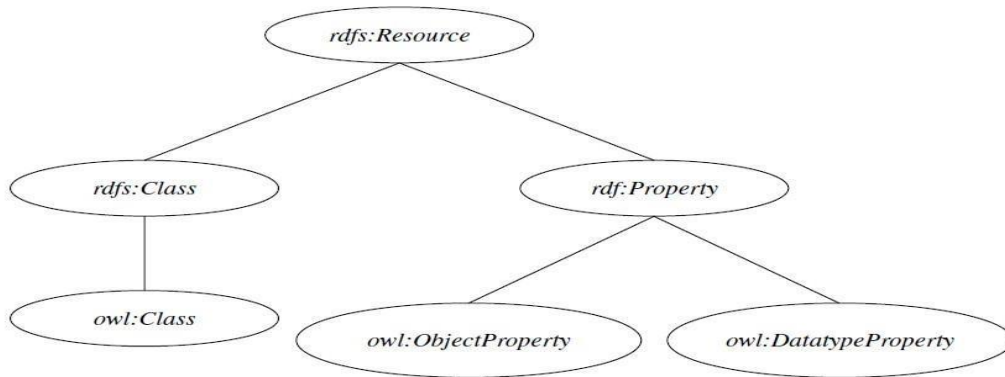 rdfs:Resource
rdfs:Class
rdf:Property
owl:Class
owl:ObjectProperty
owl:DatatypeProperty